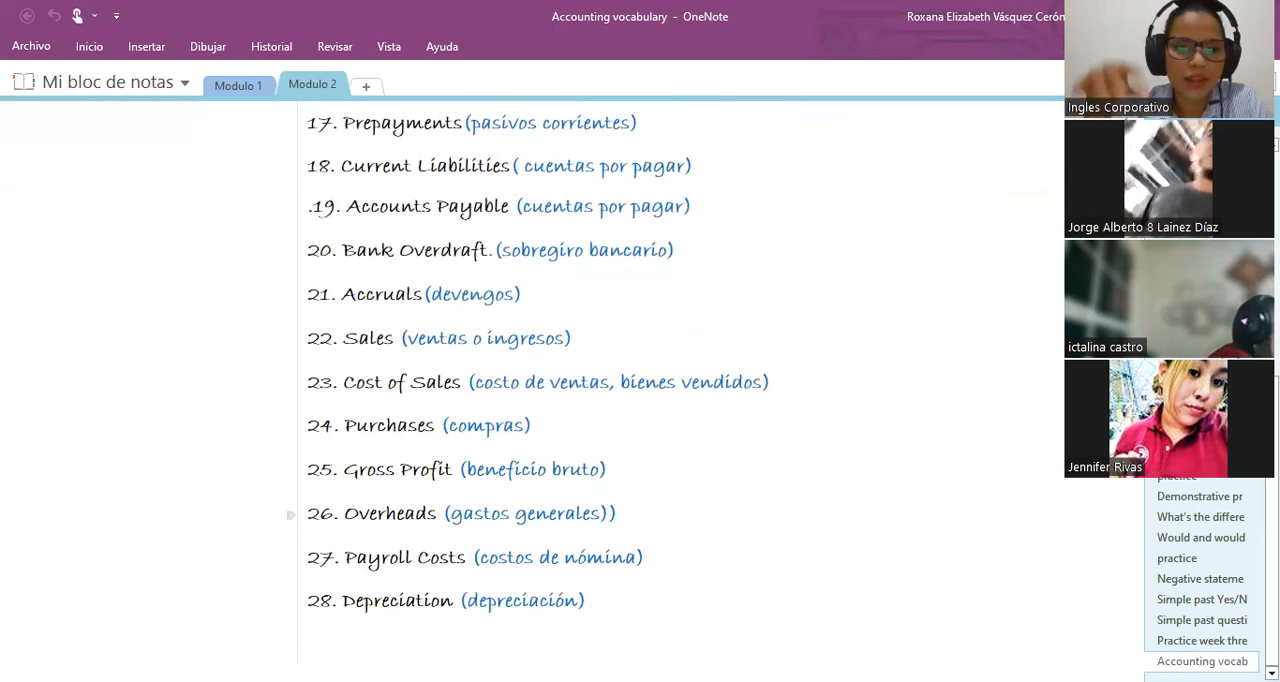 Accounting vocabulary - OneNote
Roxana Elizabeth Vásquez Cerón
Archivo Inicio Insertar Dibujar Historial Revisar Vista Ayuda
Mi bloc de notas Modulo 1 Modulo 2 +
17. Prepayments (pasivos corrientes)
18. Current Liabilities ( cuentas por pagar)
.19. Accounts Payable (cuentas por pagar)
20. Bank Overdraft. (sobregiro bancario)
21. Accruals (devengos)
22. Sales (ventas o ingresos)
23. Cost of Sales (costo de ventas, bienes vendidos)
24. Purchases (compras)
25. Gross Profit (beneficio bruto)
26. Overheads (gastos generales))
27. Payroll Costs (costos de nómina)
28. Depreciation (depreciación)
Ingles Corporativo
Jorge Alberto 8 Lainez Díaz
ictalina castro
Jennifer Rivas
practice
Demonstrative pr
What's the differe
Would and would
practice
Negative stateme
Simple past Yes/N
Simple past questi
Practice week thre
Accounting vocab